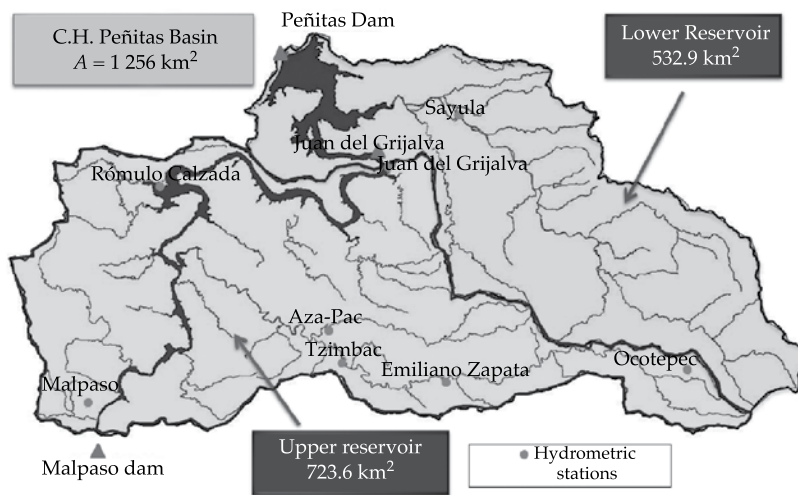 Peñitas Dam
C.H. Peñitas Basin
A = 1 256 km²
Lower Reservoir
532.9 km²
Sayula
Juan del Grijalva
Juan del Grijalva
Rómulo Calzada
Aza-Pac
Tzimbac
Emiliano Zapata
Ocotepec
Malpaso
Malpaso dam
Upper reservoir
723.6 km²
Hydrometric
stations